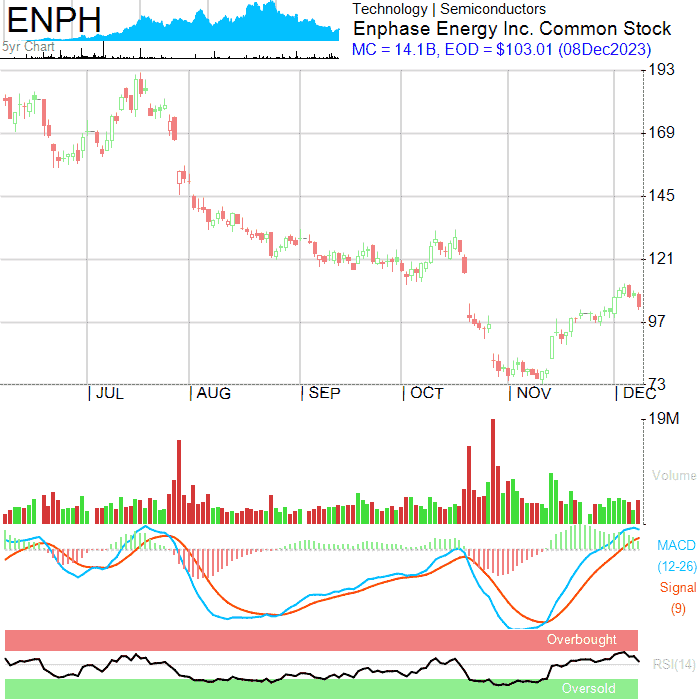 ENPH
5yr Chart
Technology | Semiconductors
Enphase Energy Inc. Common Stock
MC = 14.1B, EOD = $103.01 (08Dec2023)
193
169
145
121
97
73
JUL AUG SEP OCT NOV DEC
19M
Volume
MACD
(12-26)
Signal
(9)
Overbought
RSI(14)
Oversold